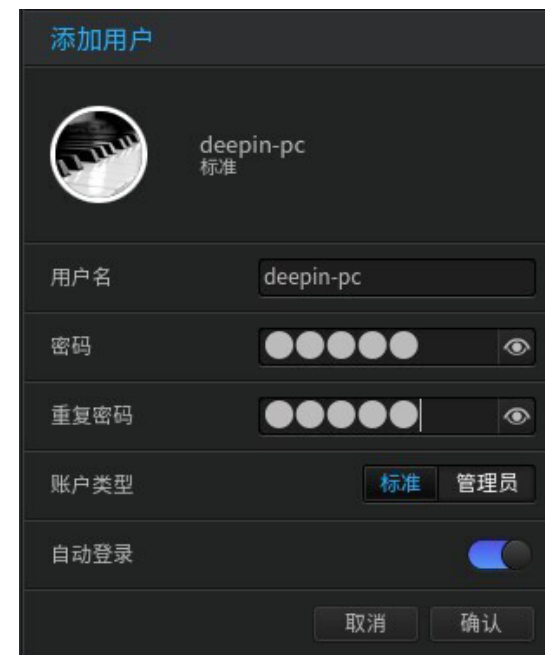 添加用户
deepin-pc
标准
用户名 deepin-pc
密码
重复密码
账户类型 标准 管理员
自动登录
取消 确认